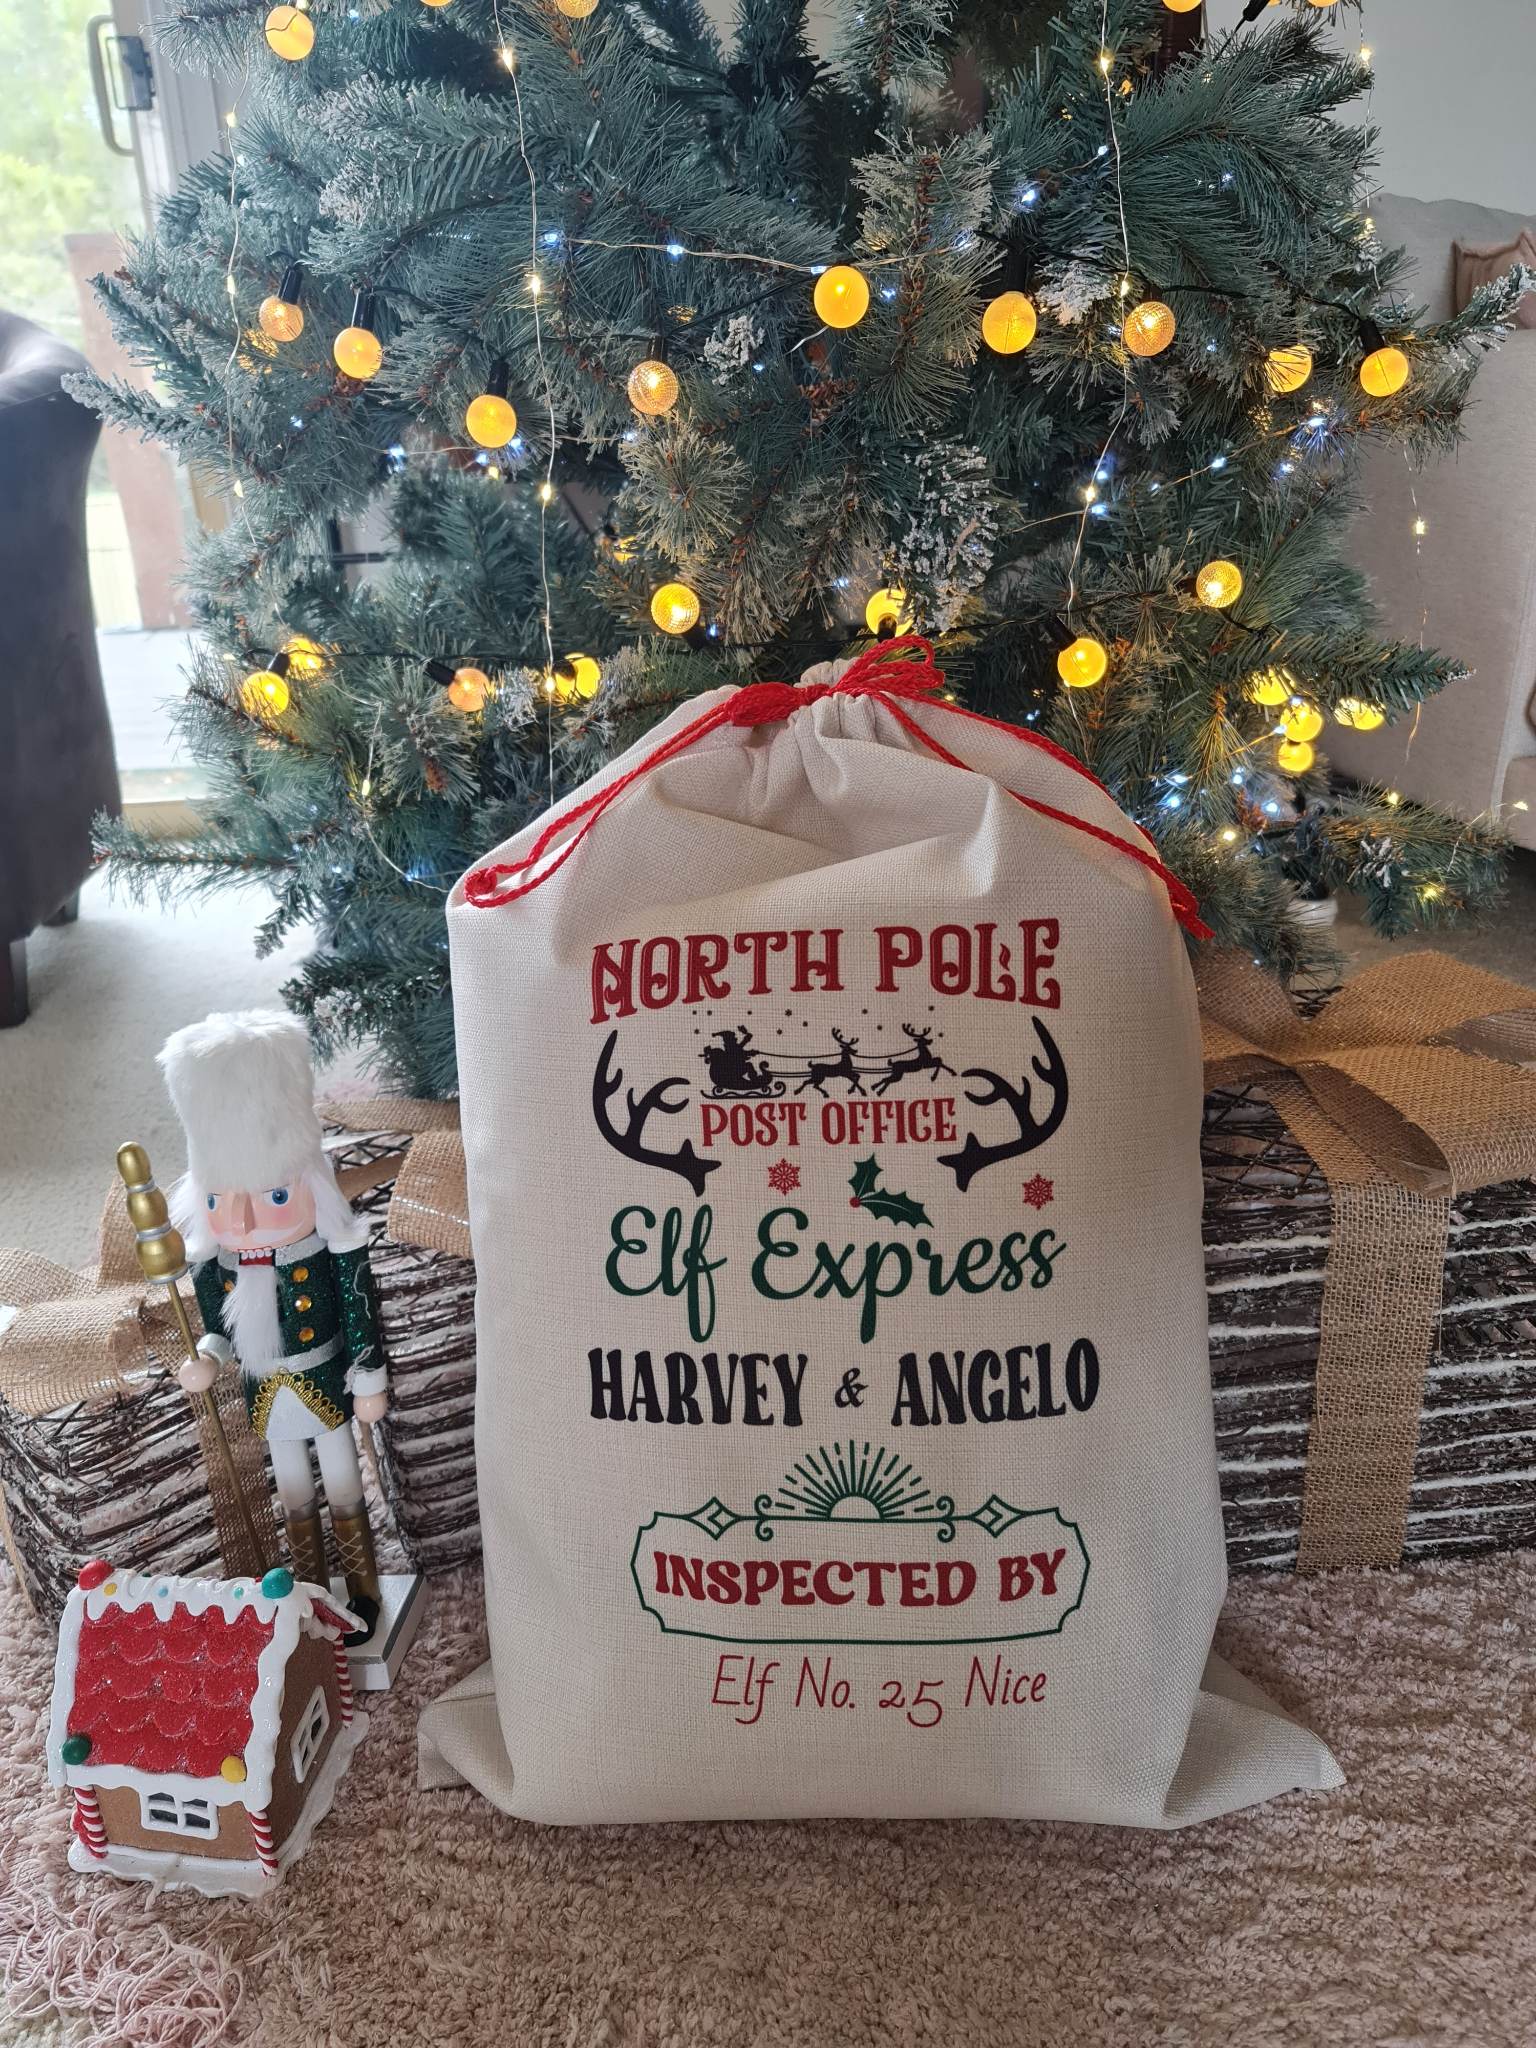 NORTH POLE
POST OFFICE
Elf Express
HARVEY & ANGELO
INSPECTED BY
Elf No. 25 Nice